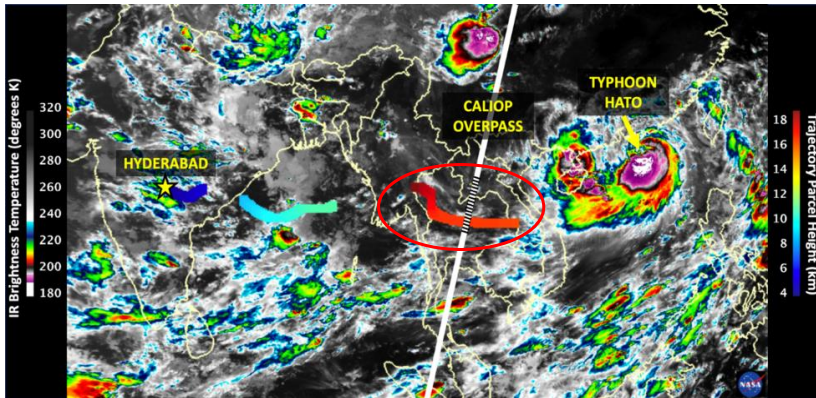 TYPHOON
HATO
CALIOP
OVERPASS
HYDERABAD
IR Brightness Temperature (degrees K)
320
300
280
260
240
220
200
180
Trajectory Parcel Height (km)
18
16
14
12
10
8
6
4
NASA